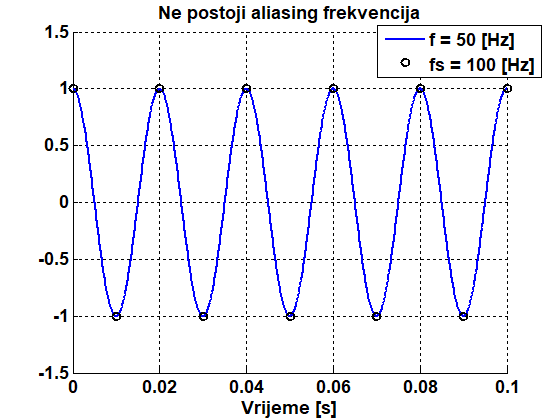 Ne postoji aliasing frekvencija
f = 50 [Hz]
fs = 100 [Hz]
1.5
1
0.5
0
-0.5
-1
-1.5
0 0.02 0.04 0.06 0.08 0.1
Vrijeme [s]